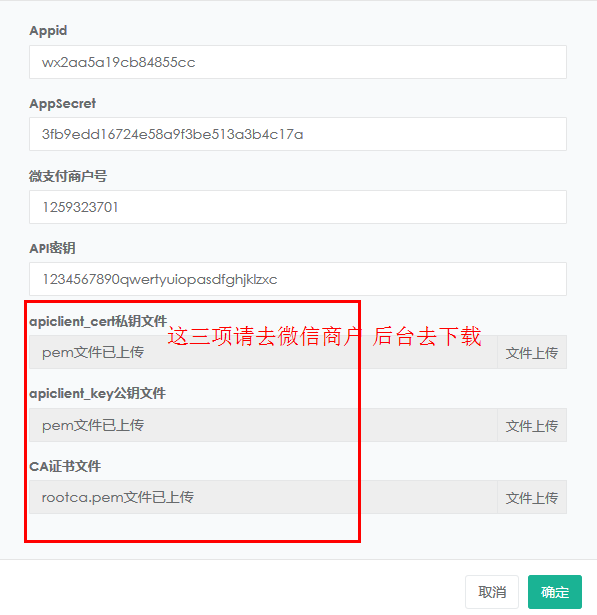 Appid
wx2aa5a19cb84855cc
AppSecret
3fb9edd16724e58a9f3be513a3b4c17a
微支付商户号
1259323701
API密钥
1234567890qwertyuiopasdfghjklzxc
apiclient_cert私钥文件
这三项请去微信商户 后台去下载
pem文件已上传
文件上传
apiclient_key公钥文件
pem文件已上传
文件上传
CA证书文件
rootca.pem文件已上传
文件上传
取消
确定